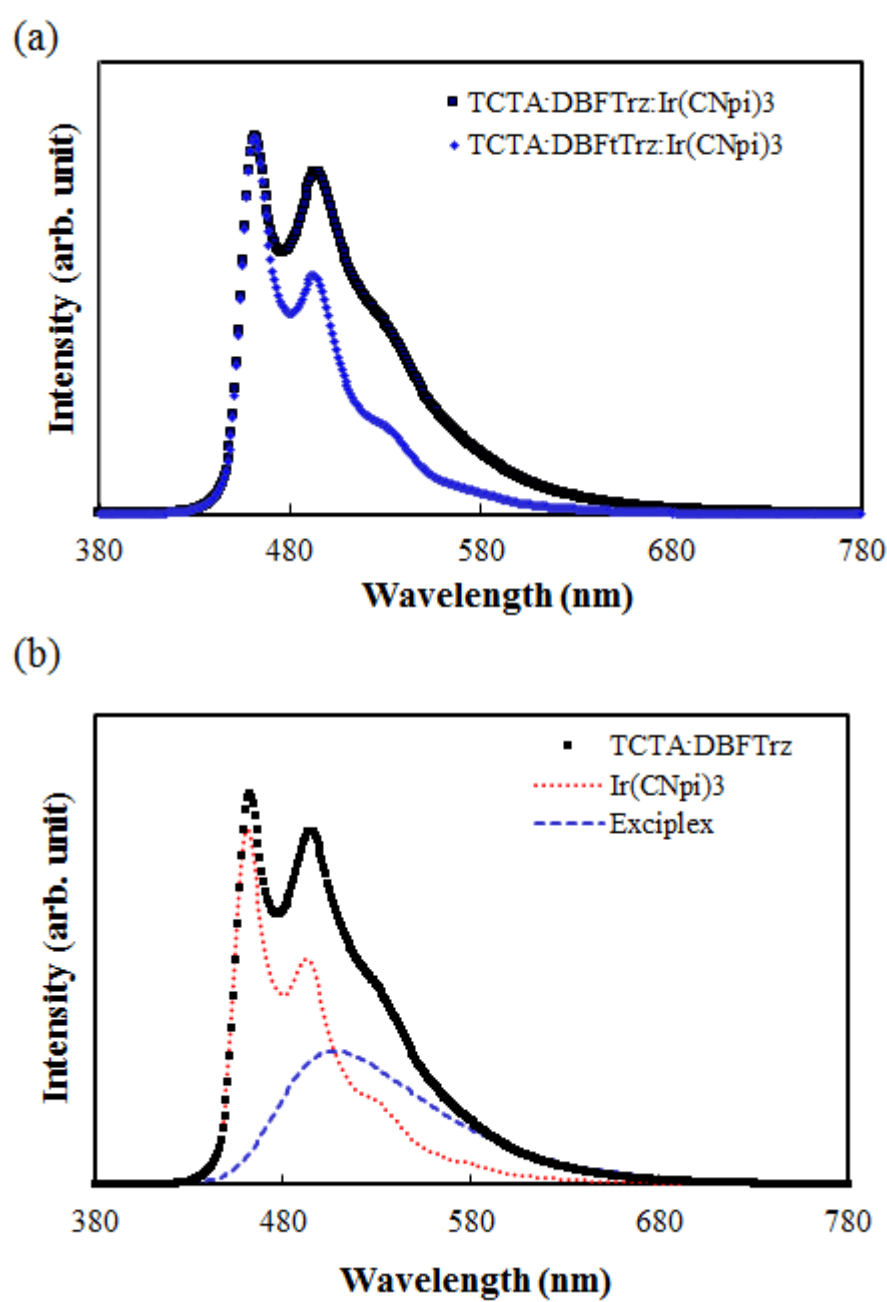 (a)
TCTA:DBFTrz:Ir(CNpi)3
TCTA:DBFtTrz:Ir(CNpi)3
Intensity (arb. unit)
380 480 580 680 780
Wavelength (nm)
(b)
TCTA:DBFTrz
Ir(CNpi)3
Exciplex
Intensity (arb. unit)
380 480 580 680 780
Wavelength (nm)